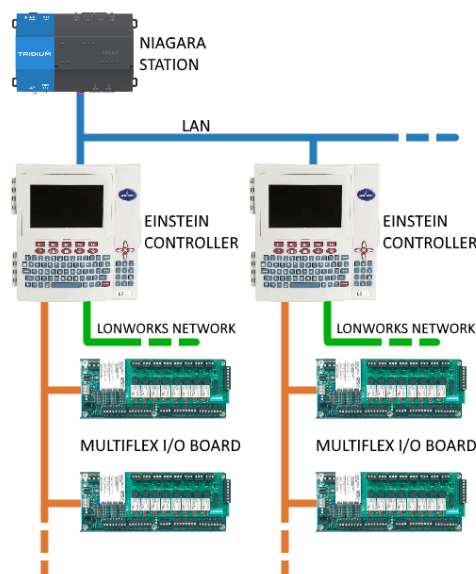 TRIDIUM
NIAGARA
STATION
LAN
EINSTEIN
CONTROLLER
EINSTEIN
CONTROLLER
LONWORKS NETWORK
LONWORKS NETWORK
MULTIFLEX I/O BOARD
MULTIFLEX I/O BOARD